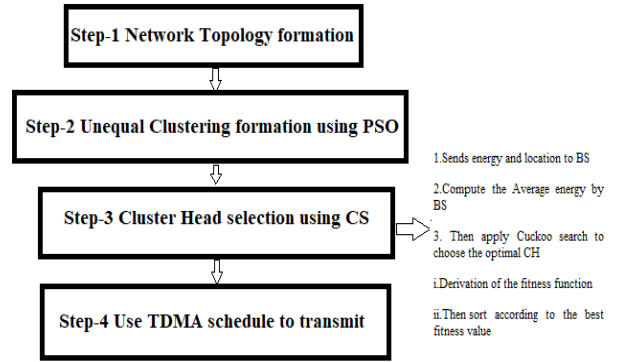 Step-1 Network Topology formation
Step-2 Unequal Clustering formation using PSO
Step-3 Cluster Head selection using CS
Step-4 Use TDMA schedule to transmit
1.Sends energy and location to BS
2.Compute the Average energy by
BS
3. Then apply Cuckoo search to
choose the optimal CH
i.Derivation of the fitness function
ii.Then sort according to the best
fitness value